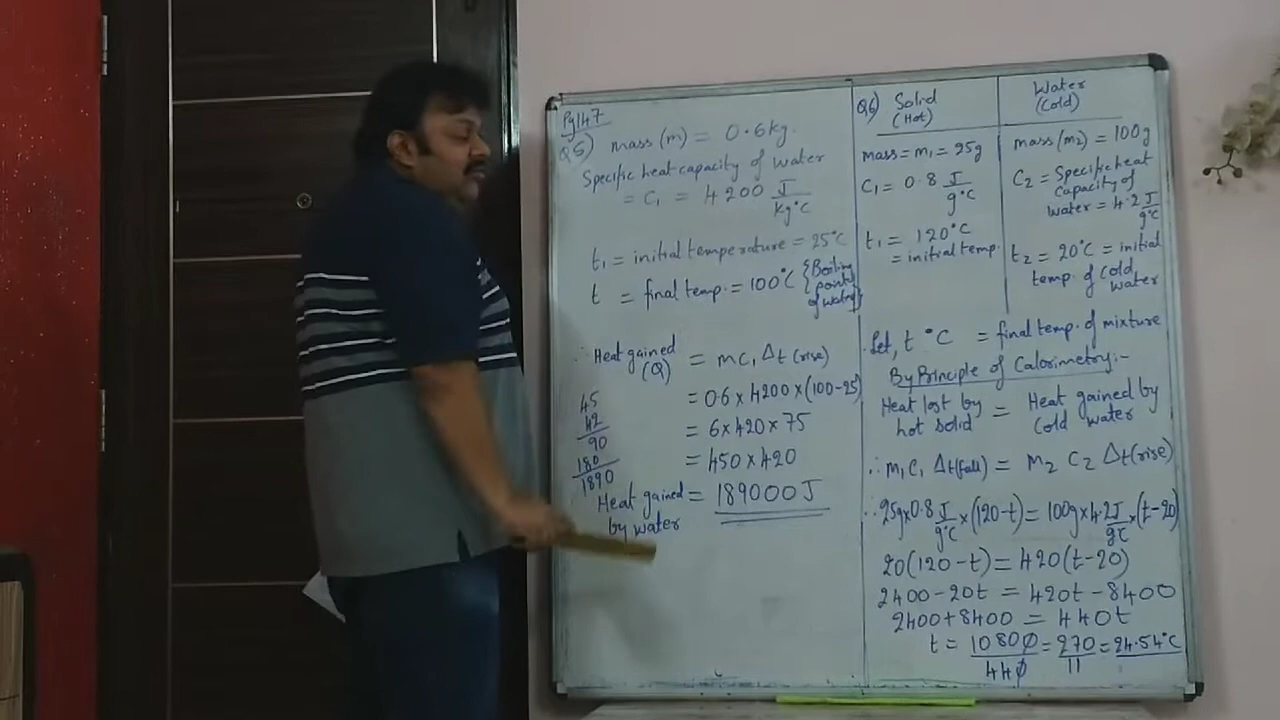 Pg147
Q5) mass (m) = 0.6kg.
Specific heat capacity of water
= C₁ = 4200 J/kg°C
t₁ = initial temperature = 25°C
t = final temp. = 100°C {Boiling point of water}
∴ Heat gained (Q) = mc₁ Δt (rise)
= 0.6 x 4200 x (100-25)
= 6 x 420 x 75
= 450 x 420
45
42
90
180
1890
Heat gained by water = 189000 J
Q6) Solid (Hot)
mass = m₁ = 25g
C₁ = 0.8 J/g°C
t₁ = 120°C
= initial temp.
Water (Cold)
mass (m₂) = 100g
C₂ = Specific heat
capacity of
water = 4.2 J/g°C
t₂ = 20°C = initial
temp. of cold
water
Let, t °C = final temp. of mixture
By Principle of Calorimetry:-
Heat lost by hot solid = Heat gained by cold water
∴ m₁ C₁ Δt(fall) = m₂ C₂ Δt(rise)
∴ 25g x 0.8 J/g°C x (120-t) = 100g x 4.2 J/g°C x (t-20)
20(120-t) = 420(t-20)
2400-20t = 420t-8400
2400+8400 = 440t
t = 10800/440 = 270/11 = 24.54°C